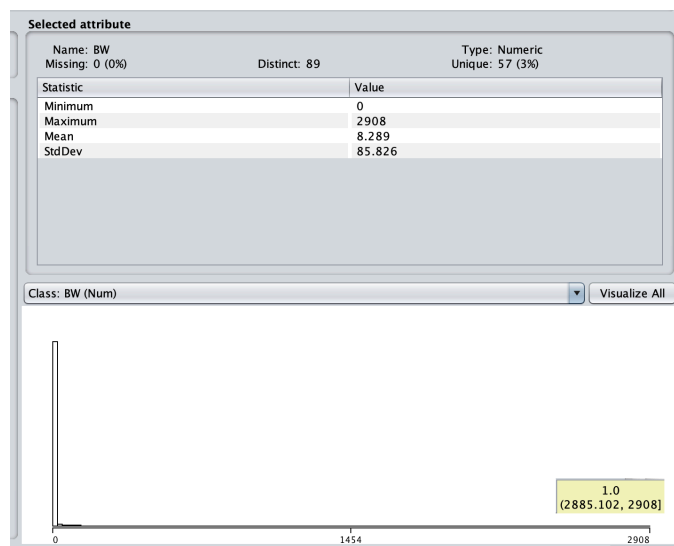 Selected attribute
Name: BW Type: Numeric
Missing: 0 (0%) Distinct: 89 Unique: 57 (3%)
Statistic Value
Minimum 0
Maximum 2908
Mean 8.289
StdDev 85.826
Class: BW (Num) Visualize All
1.0
(2885.102, 2908]
0 1454 2908